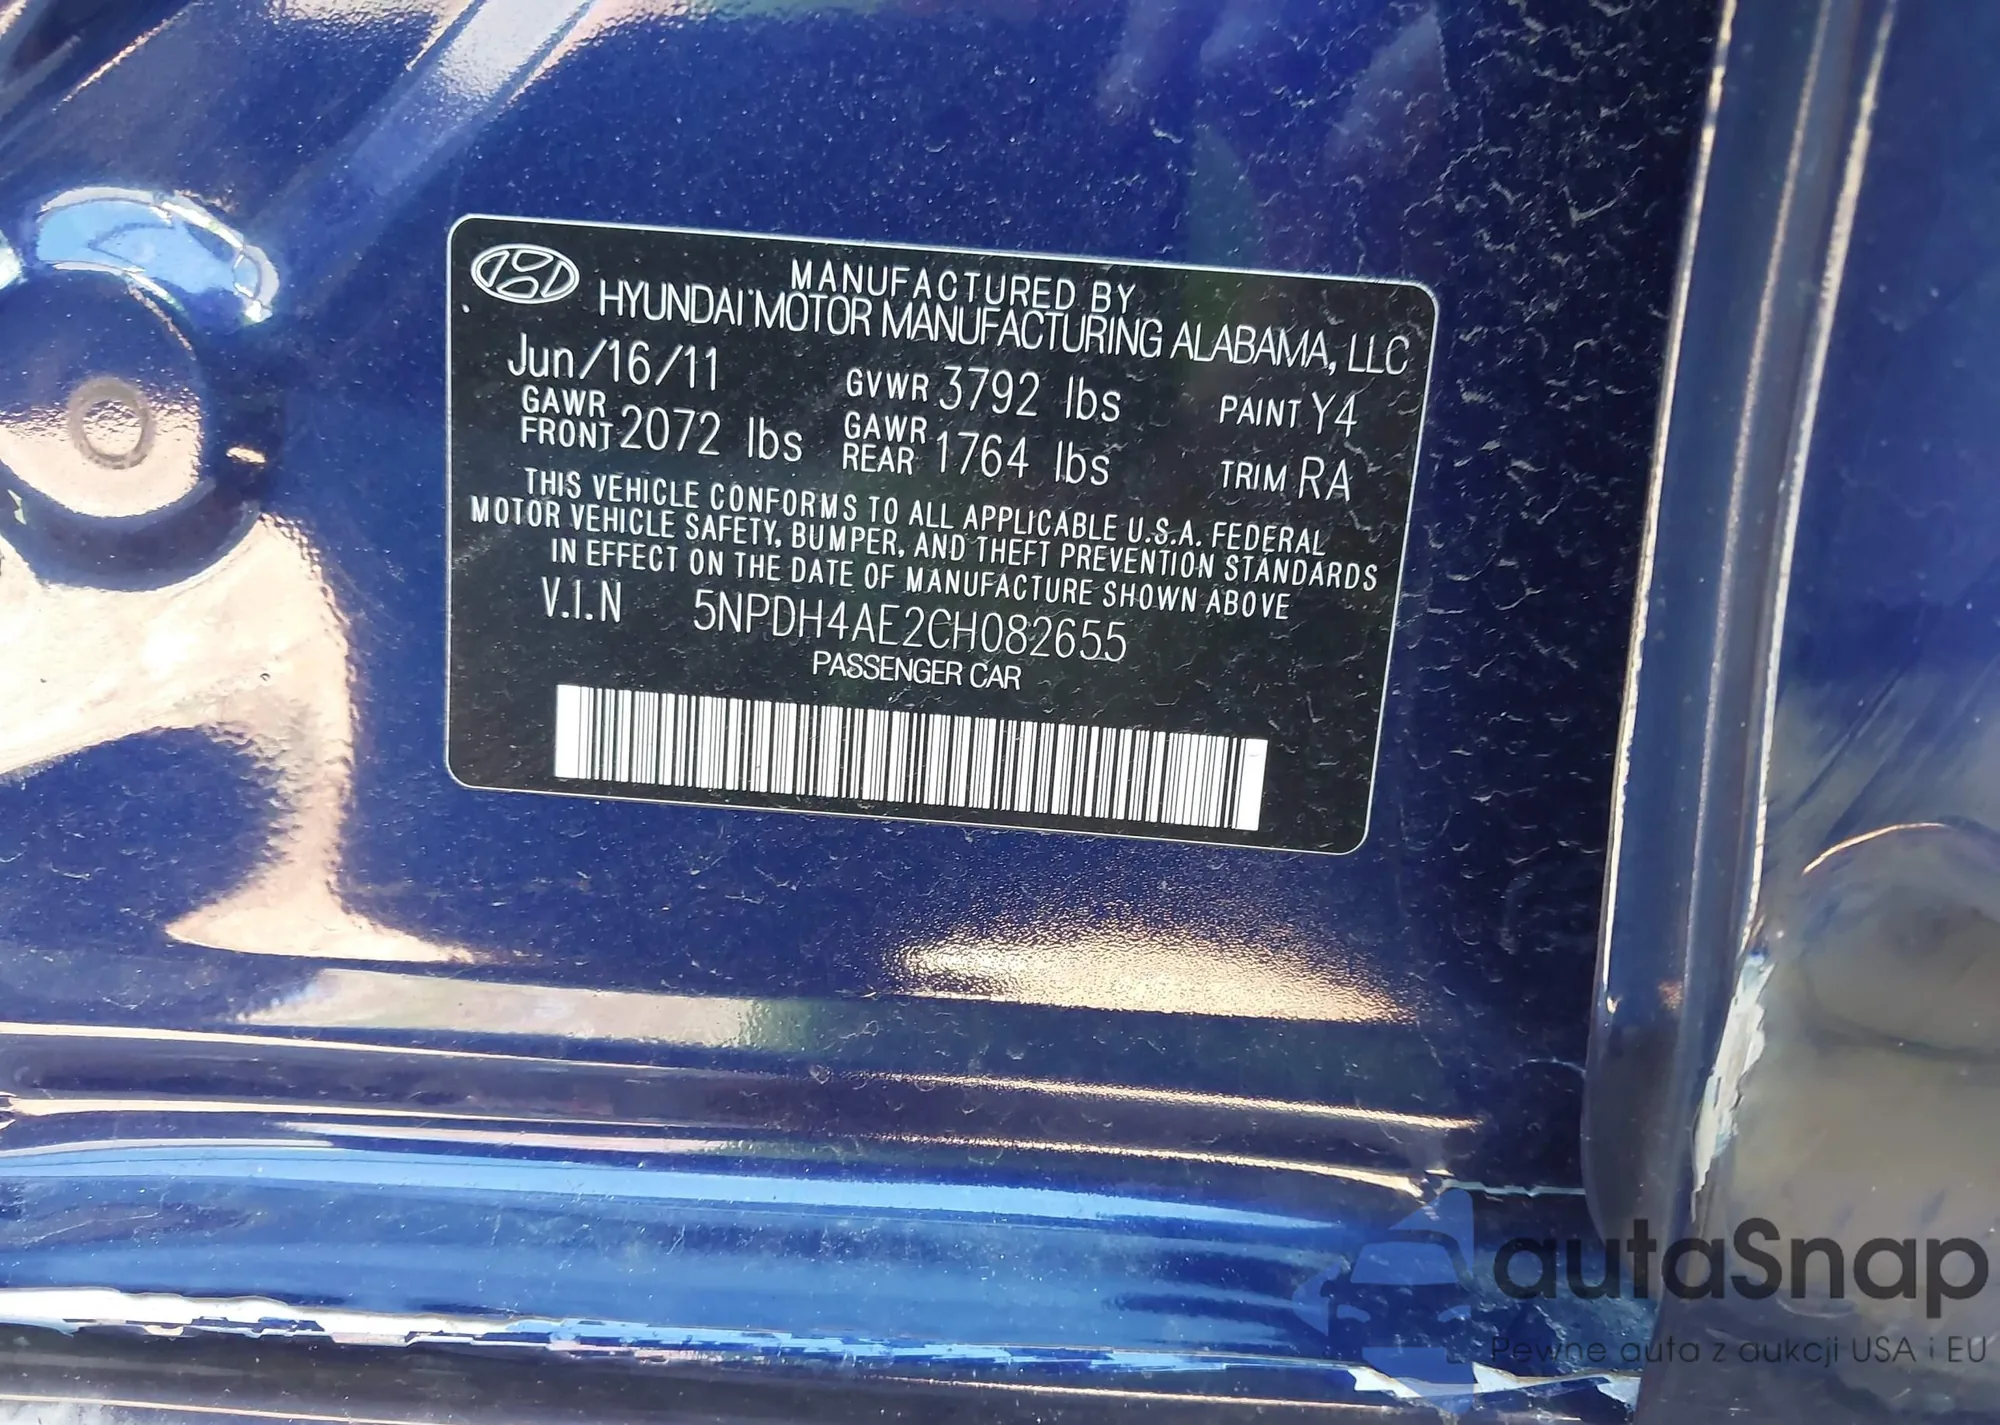 MANUFACTURED BY
HYUNDAI MOTOR MANUFACTURING ALABAMA, LLC
Jun/16/11 GVWR 3792 lbs PAINT Y4
GAWR FRONT 2072 lbs GAWR REAR 1764 lbs TRIM RA
THIS VEHICLE CONFORMS TO ALL APPLICABLE U.S.A. FEDERAL
MOTOR VEHICLE SAFETY, BUMPER, AND THEFT PREVENTION STANDARDS
IN EFFECT ON THE DATE OF MANUFACTURE SHOWN ABOVE
V.I.N 5NPDH4AE2CH082655
PASSENGER CAR
autaSnap
Pewne auta z aukcji USA i EU